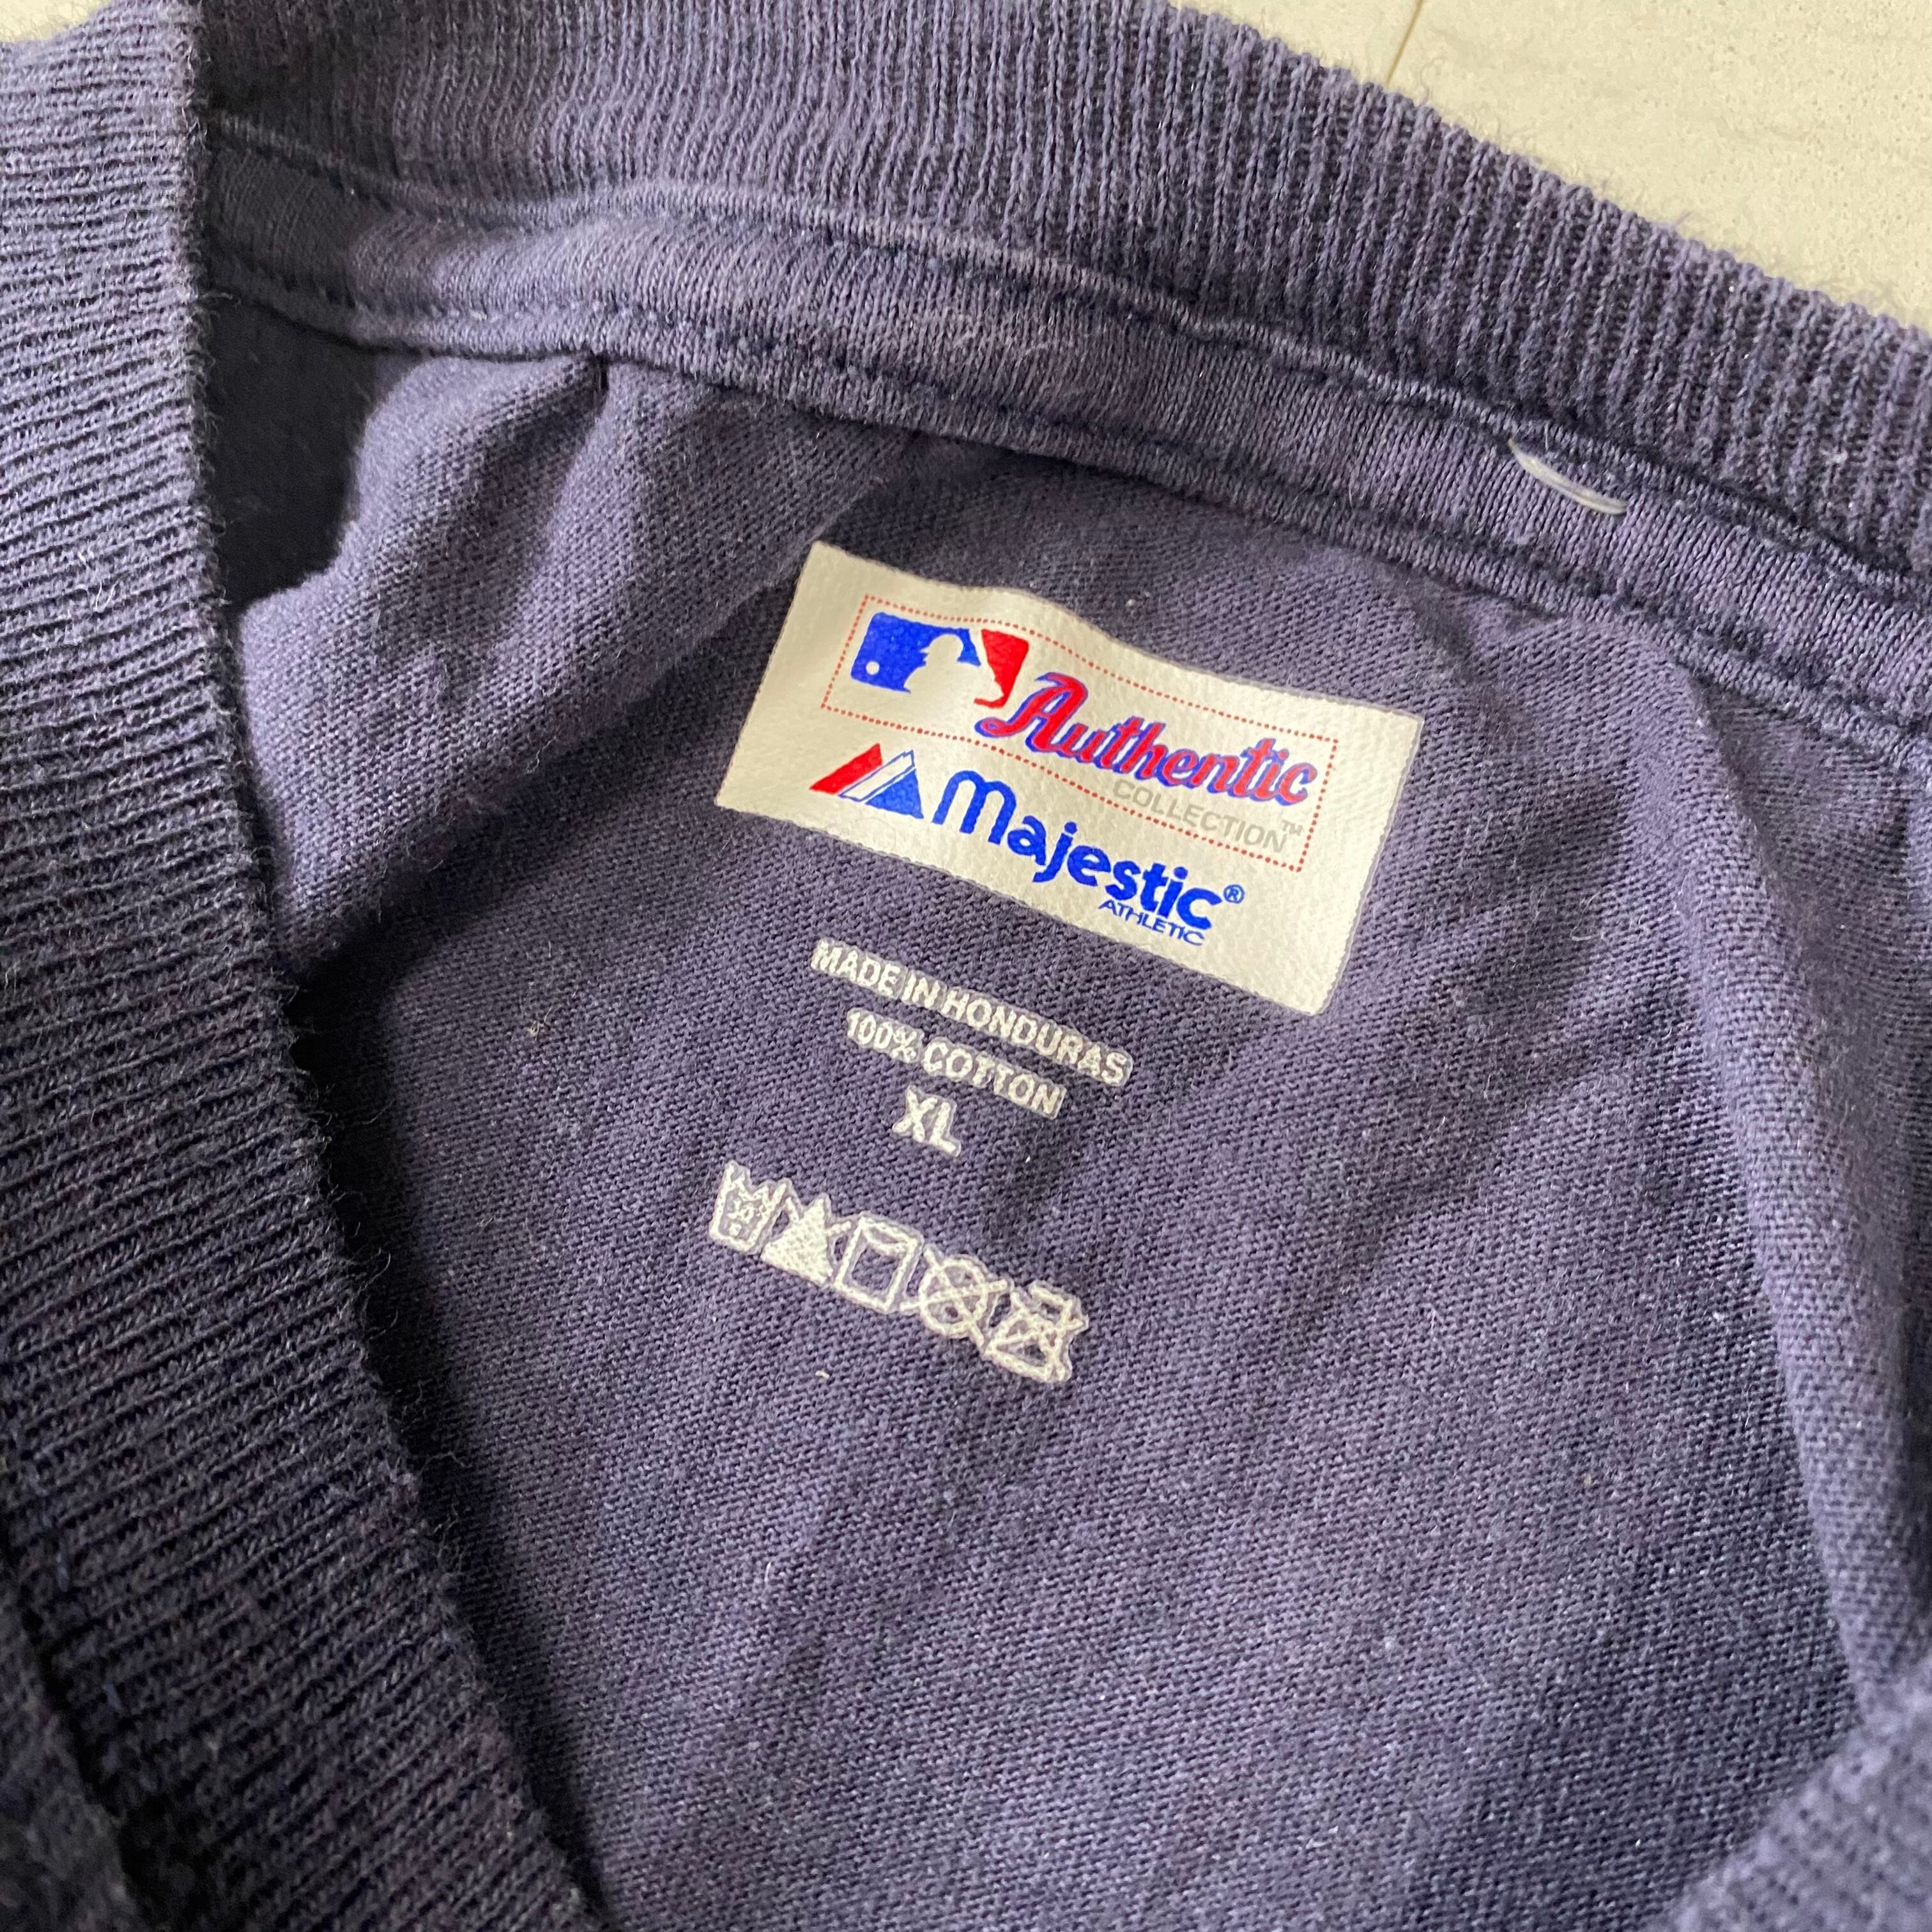 Authentic
COLLECTION™
Majestic®
ATHLETIC
MADE IN HONDURAS
100% COTTON
XL